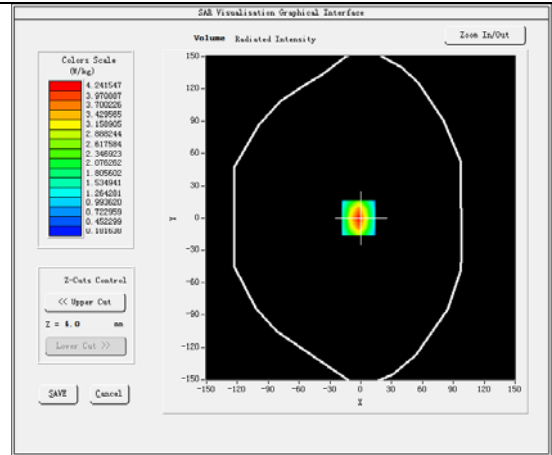 SAR Visualisation Graphical Interface
Volume Radiated Intensity
Zoom In/Out
Colors Scale
(W/kg)
4.241547
3.970887
3.700226
3.429565
3.158905
2.888244
2.617584
2.346923
2.076262
1.805602
1.534941
1.264281
0.993620
0.722959
0.452299
0.181638
150
120
90
60
30
0
-30
-60
-90
-120
-150
Y
-150 -120 -90 -60 -30 0 30 60 90 120 150
X
Z-Cuts Control
<< Upper Cut
Z = 4.0 mm
Lower Cut >>
SAVE
Cancel